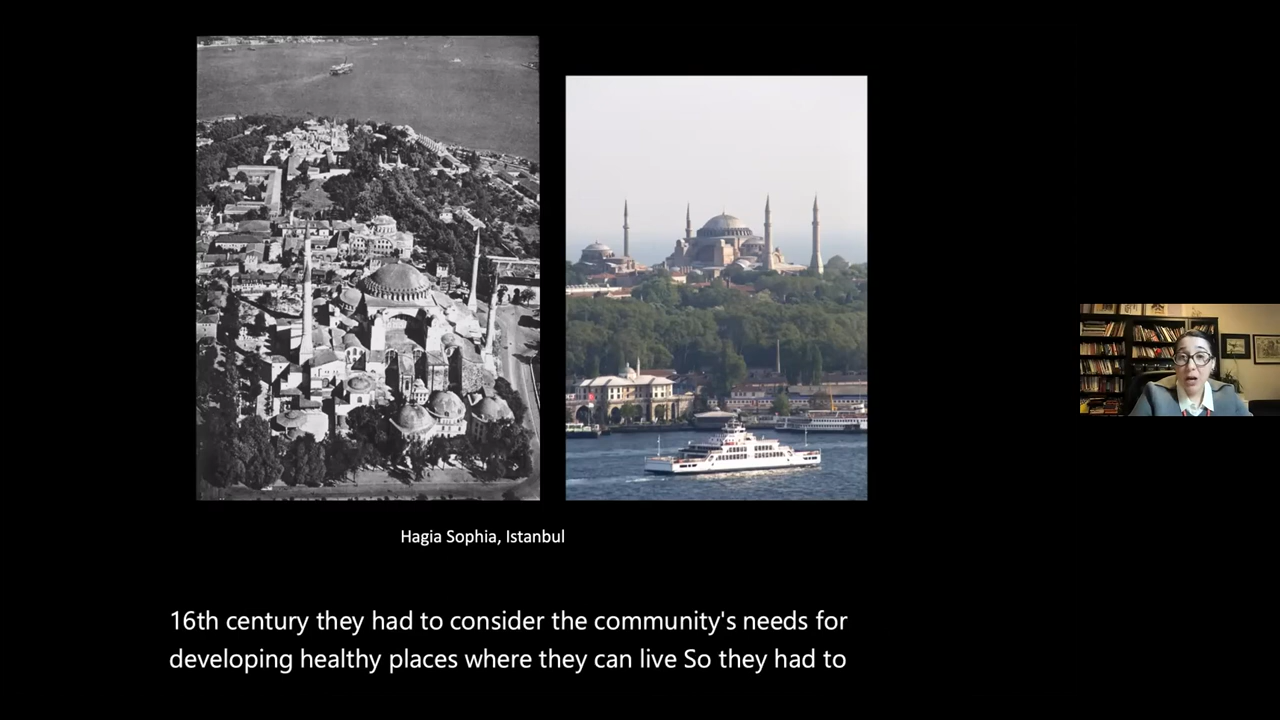 Hagia Sophia, Istanbul
16th century they had to consider the community's needs for
developing healthy places where they can live So they had to